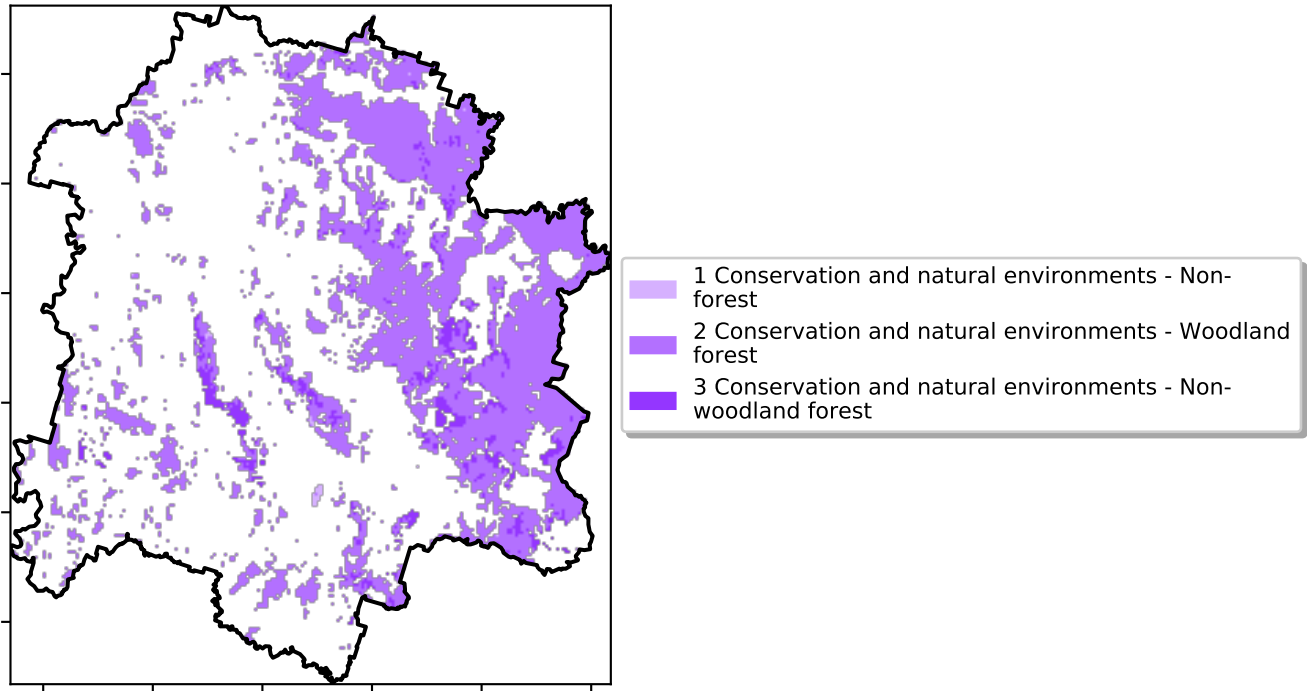 1 Conservation and natural environments - Non-
forest
2 Conservation and natural environments - Woodland
forest
3 Conservation and natural environments - Non-
woodland forest